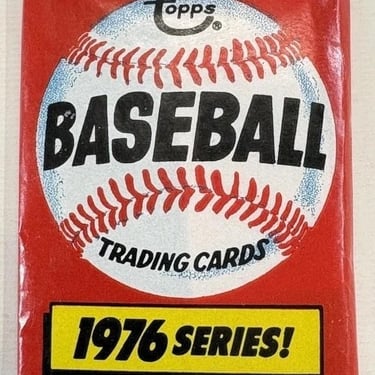 Topps®
BASEBALL
TRADING CARDS
1976 SERIES!